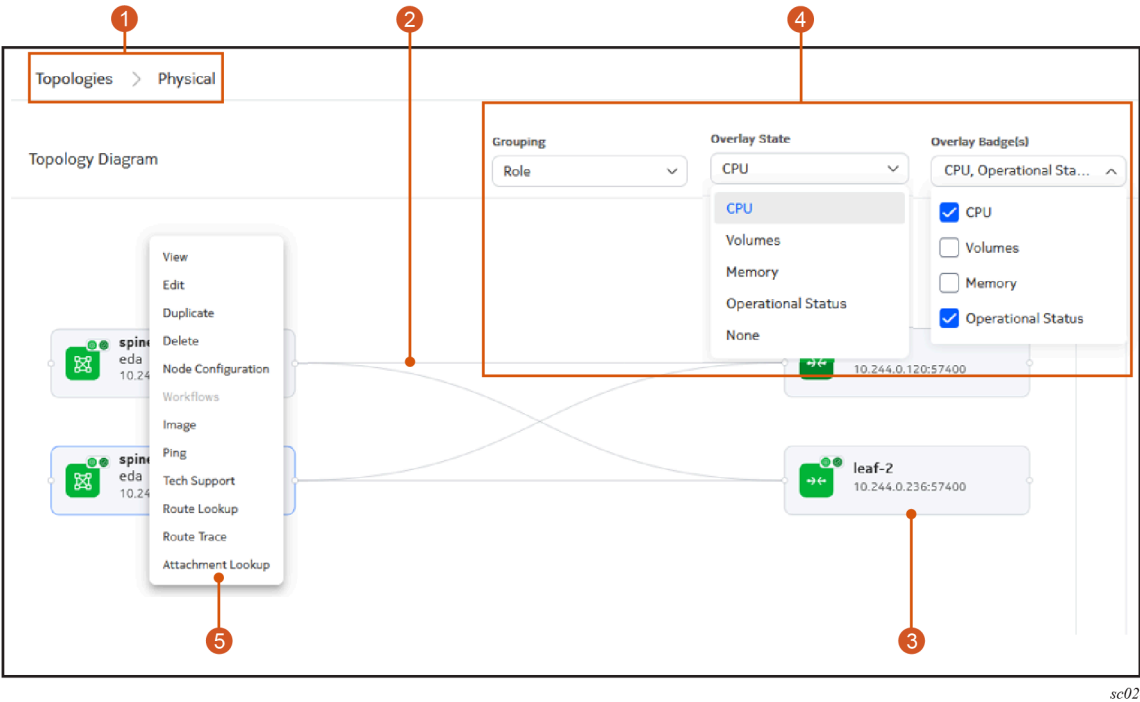 1
2
4
Topologies > Physical
Topology Diagram
Grouping
Role
Overlay State
CPU
CPU
Volumes
Memory
Operational Status
None
Overlay Badge(s)
CPU, Operational Sta...
CPU
Volumes
Memory
Operational Status
View
Edit
Duplicate
Delete
Node Configuration
Workflows
Image
Ping
Tech Support
Route Lookup
Route Trace
Attachment Lookup
eda
eda
10.244.0.120:57400
leaf-2
10.244.0.236:57400
5
3
sc02